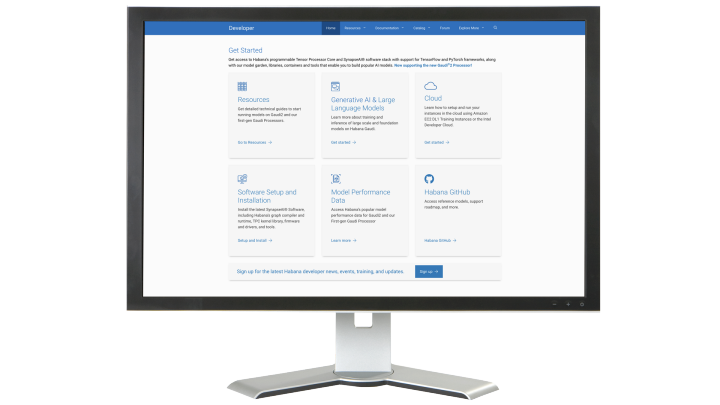 Developer
Home Resources Documentation Catalog Forum Explore More
Get Started
Get access to Habana's programmable Tensor Processor Core and SynapseAI® software stack with support for TensorFlow and PyTorch frameworks, along
with our model garden, libraries, containers and tools that enable you to build popular AI models. Now supporting the new Gaudi®2 Processor!
Resources
Get detailed technical guides to start
running models on Gaudi2 and our
first-gen Gaudi Processors.
Go to Resources →
Generative AI & Large
Language Models
Learn more about training and
inference of large scale and foundation
models on Habana Gaudi.
Get started →
Cloud
Learn how to setup and run your
instances in the cloud using Amazon
EC2 DL1 Training Instances or the Intel
Developer Cloud.
Get started →
Software Setup and
Installation
Install the latest SynapseAI® Software,
including Habana's graph compiler and
runtime, TPC kernel library, firmware
and drivers, and tools.
Setup and Install →
Model Performance
Data
Access Habana's popular model
performance data for Gaudi2 and our
First-gen Gaudi Processor
Learn more →
Habana GitHub
Access reference models, support
roadmap, and more.
Habana GitHub →
Sign up for the latest Habana developer news, events, training, and updates.
Sign up →